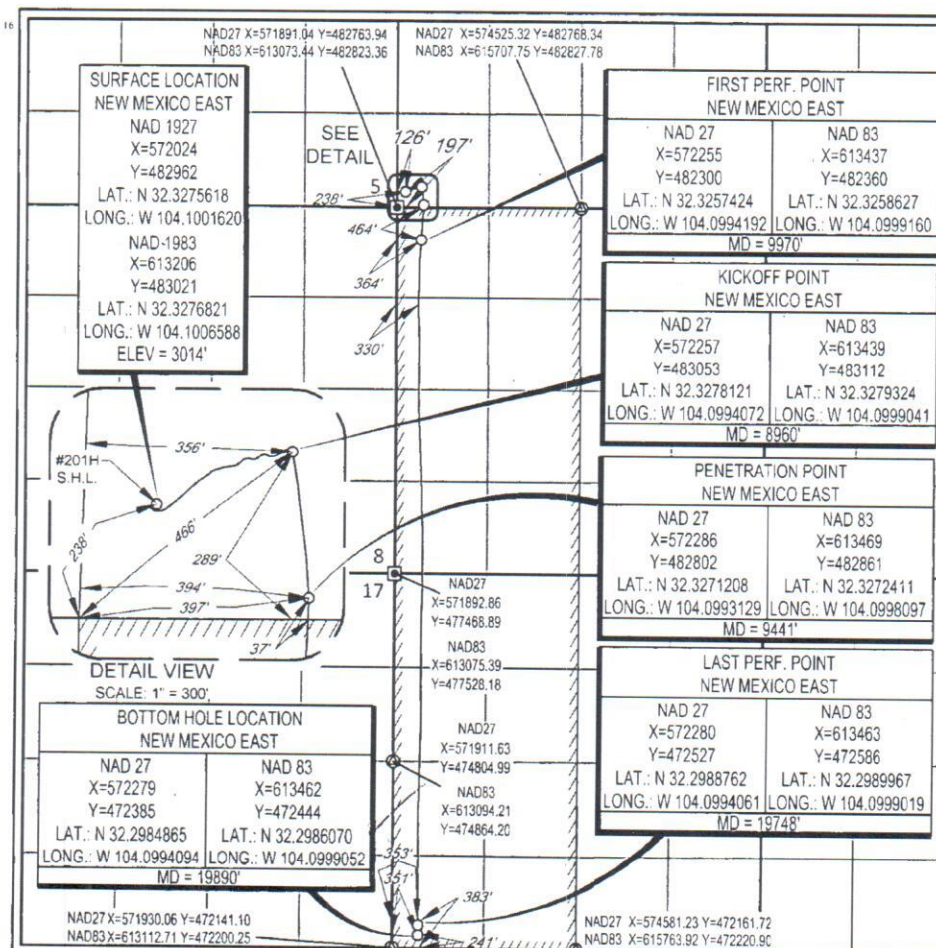 16
NAD27 X=571891.04 Y=482763.94
NAD83 X=613073.44 Y=482823.36
NAD27 X=574525.32 Y=482768.34
NAD83 X=615707.75 Y=482827.78
SURFACE LOCATION
NEW MEXICO EAST
NAD 1927
X=572024
Y=482962
LAT.: N 32.3275618
LONG.: W 104.1001620
NAD-1983
X=613206
Y=483021
LAT.: N 32.3276821
LONG.: W 104.1006588
ELEV = 3014'
SEE
DETAIL
126'
197'
5
238'
464'
364'
330'
FIRST PERF. POINT
NEW MEXICO EAST
NAD 27
X=572255
Y=482300
LAT.: N 32.3257424
LONG.: W 104.0994192
NAD 83
X=613437
Y=482360
LAT.: N 32.3258627
LONG.: W 104.0999160
MD = 9970'
KICKOFF POINT
NEW MEXICO EAST
NAD 27
X=572257
Y=483053
LAT.: N 32.3278121
LONG.: W 104.0994072
NAD 83
X=613439
Y=483112
LAT.: N 32.3279324
LONG.: W 104.0999041
MD = 8960'
356'
#201H
S.H.L.
238'
466'
289'
394'
397'
37'
DETAIL VIEW
SCALE: 1" = 300'
8
17
NAD27
X=571892.86
Y=477468.89
NAD83
X=613075.39
Y=477528.18
PENETRATION POINT
NEW MEXICO EAST
NAD 27
X=572286
Y=482802
LAT.: N 32.3271208
LONG.: W 104.0993129
NAD 83
X=613469
Y=482861
LAT.: N 32.3272411
LONG.: W 104.0998097
MD = 9441'
BOTTOM HOLE LOCATION
NEW MEXICO EAST
NAD 27
X=572279
Y=472385
LAT.: N 32.2984865
LONG.: W 104.0994094
NAD 83
X=613462
Y=472444
LAT.: N 32.2986070
LONG.: W 104.0999052
MD = 19890'
NAD27
X=571911.63
Y=474804.99
NAD83
X=613094.21
Y=474864.20
LAST PERF. POINT
NEW MEXICO EAST
NAD 27
X=572280
Y=472527
LAT.: N 32.2988762
LONG.: W 104.0994061
NAD 83
X=613463
Y=472586
LAT.: N 32.2989967
LONG.: W 104.0999019
MD = 19748'
353'
351'
383'
241'
NAD27 X=571930.06 Y=472141.10
NAD83 X=613112.71 Y=472200.25
NAD27 X=574581.23 Y=472161.72
NAD83 X=615763.92 Y=472220.90